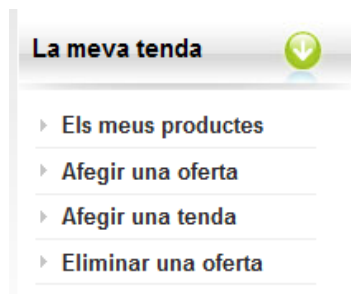 La meva tenda
Els meus productes
Afegir una oferta
Afegir una tenda
Eliminar una oferta